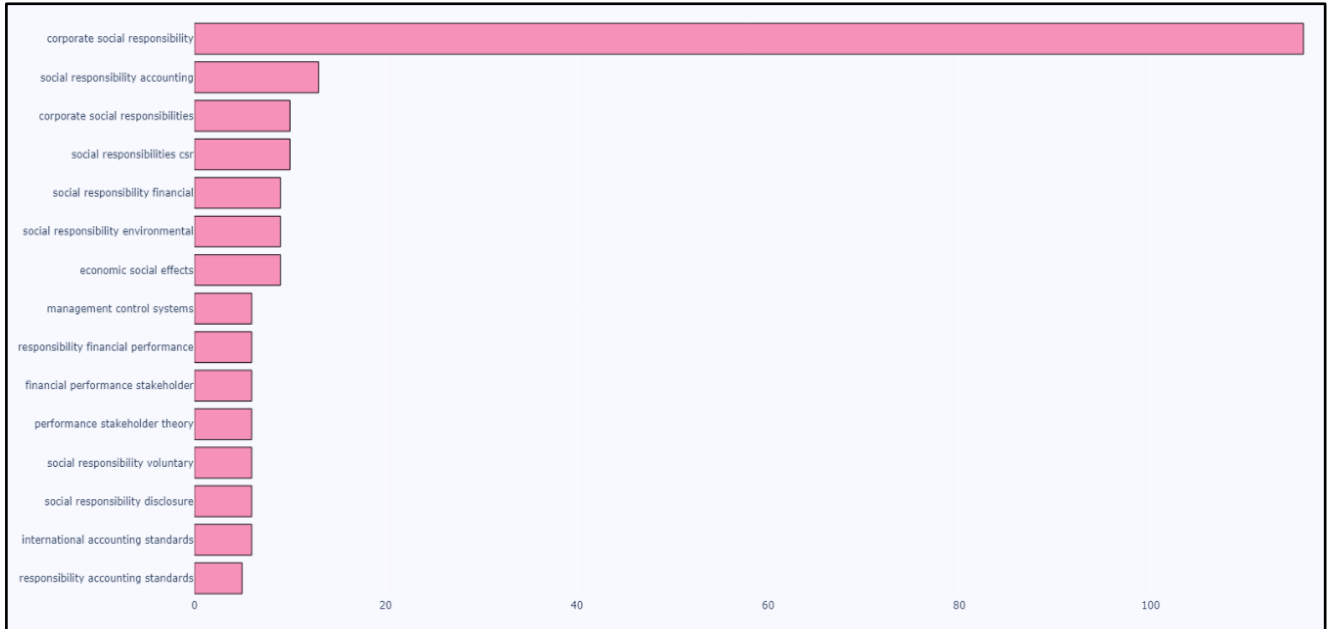 corporate social responsibility
social responsibility accounting
corporate social responsibilities
social responsibilities csr
social responsibility financial
social responsibility environmental
economic social effects
management control systems
responsibility financial performance
financial performance stakeholder
performance stakeholder theory
social responsibility voluntary
social responsibility disclosure
international accounting standards
responsibility accounting standards
0 20 40 60 80 100